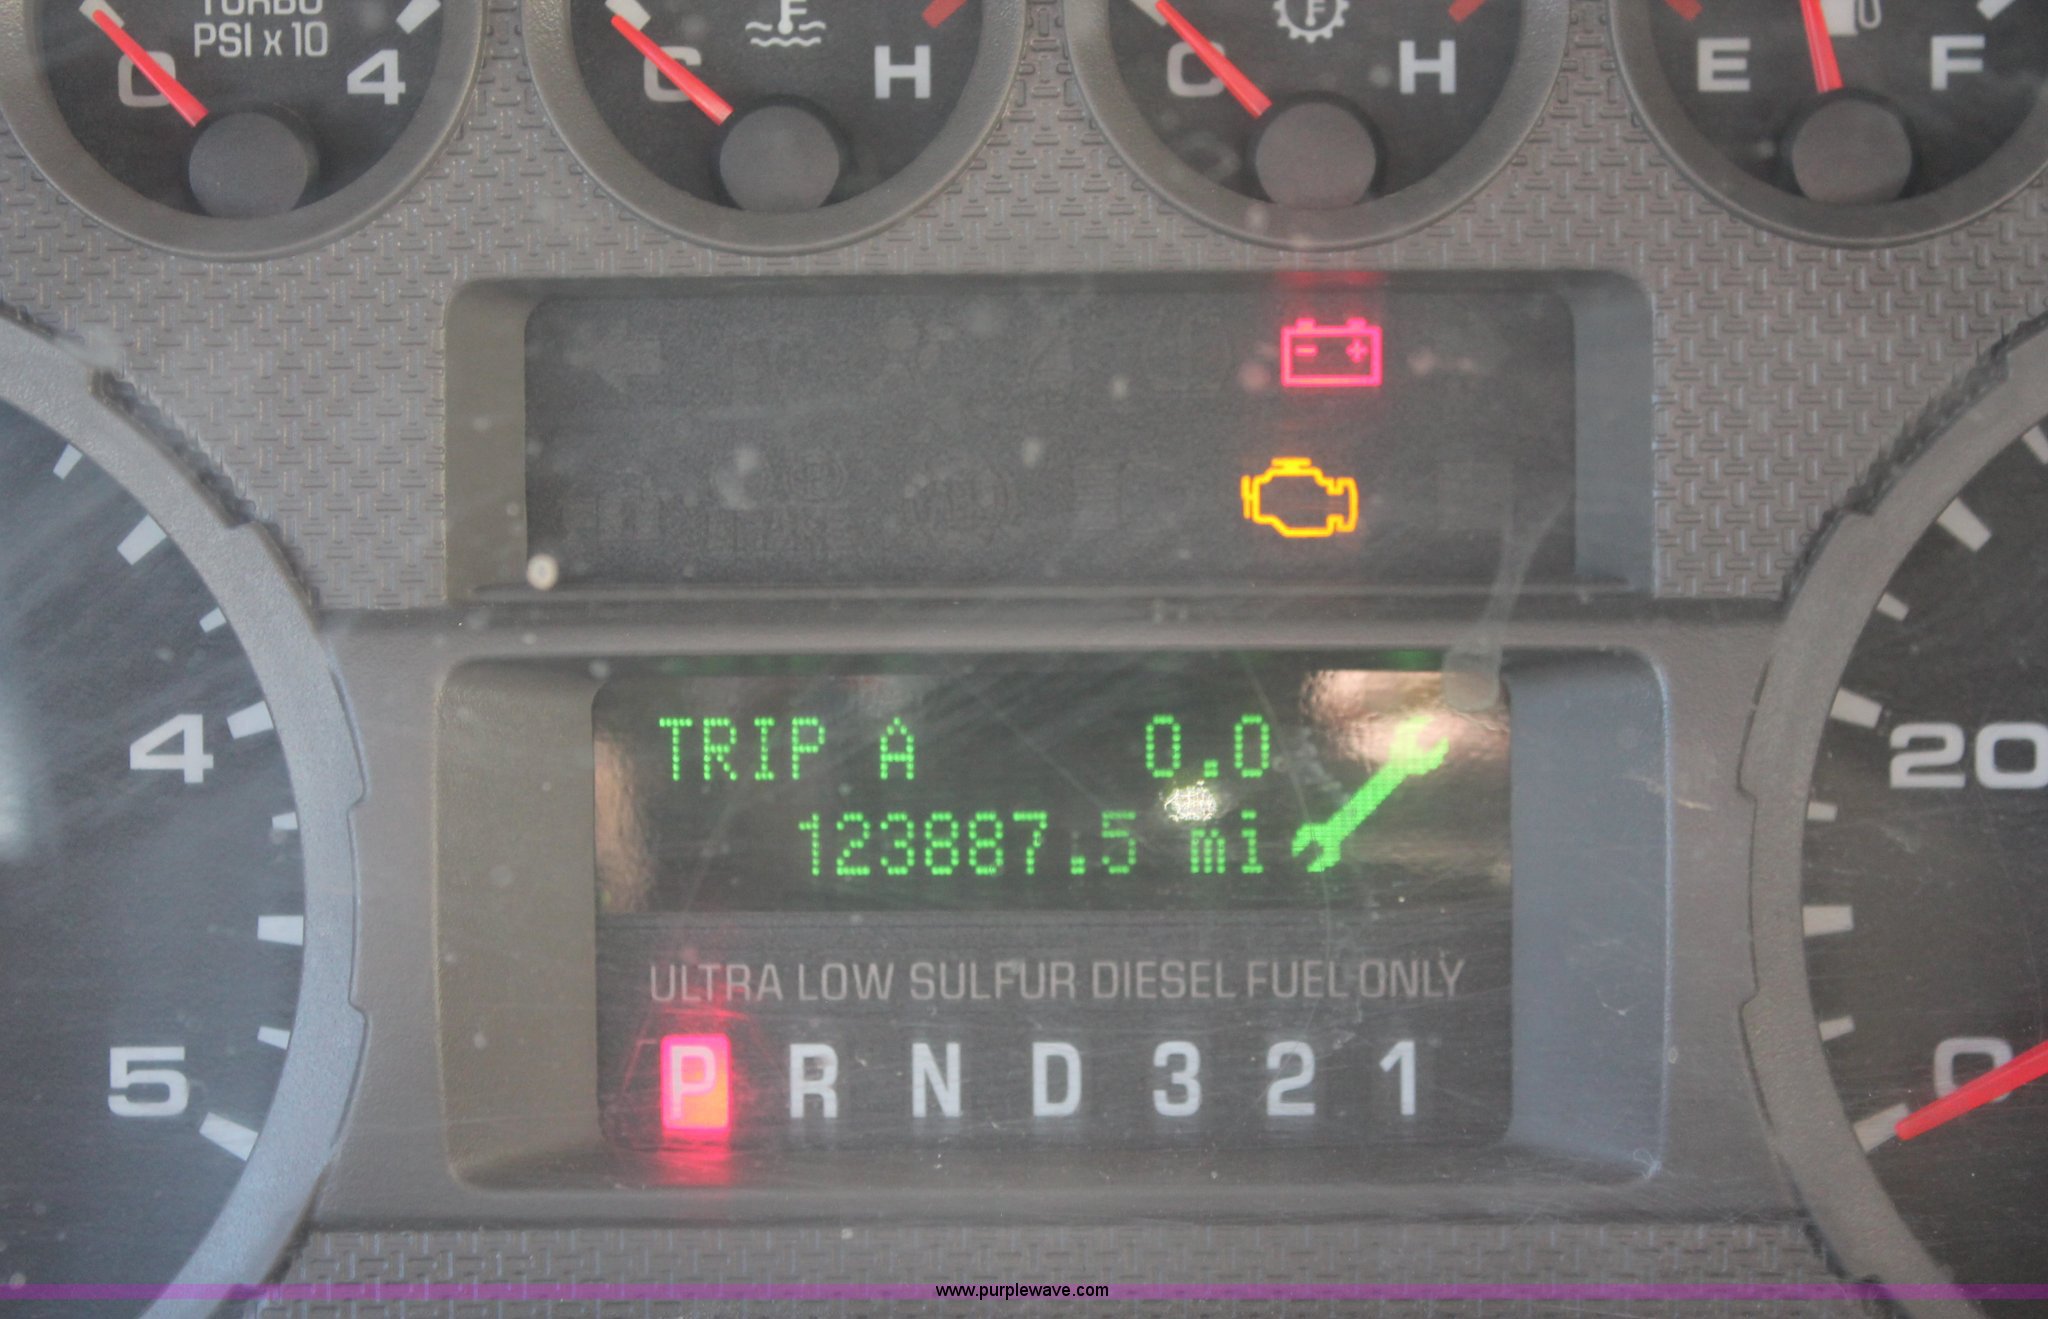 TURBO
PSI x 10
0 4
F
C H
F
C H
E F
TRIP A 0.0
123887.5 mi
ULTRA LOW SULFUR DIESEL FUEL ONLY
P R N D 3 2 1
4
5
20
0
www.purplewave.com